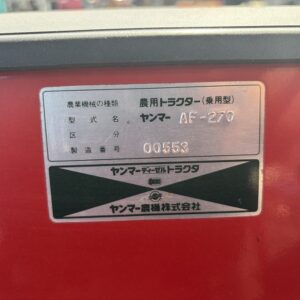 農業機械の種類 農用トラクター(乗用型)
型式名 ヤンマー AF-270
区分
製造番号 00553
ヤンマーディーゼルトラクタ
ヤンマー農機株式会社